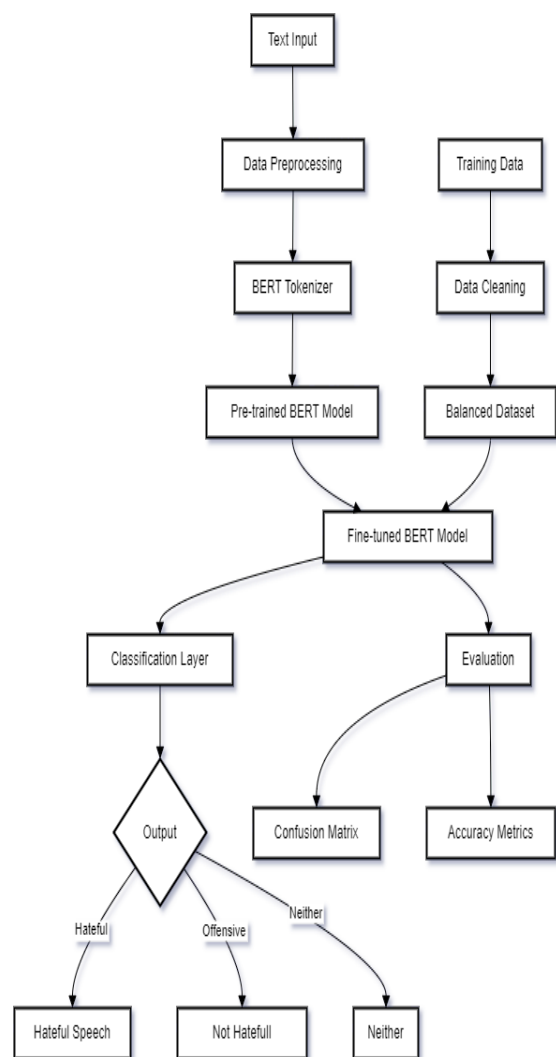 Text Input
Data Preprocessing
Training Data
BERT Tokenizer
Data Cleaning
Pre-trained BERT Model
Balanced Dataset
Fine-tuned BERT Model
Classification Layer
Evaluation
Output
Confusion Matrix
Accuracy Metrics
Hateful
Offensive
Neither
Hateful Speech
Not Hatefull
Neither